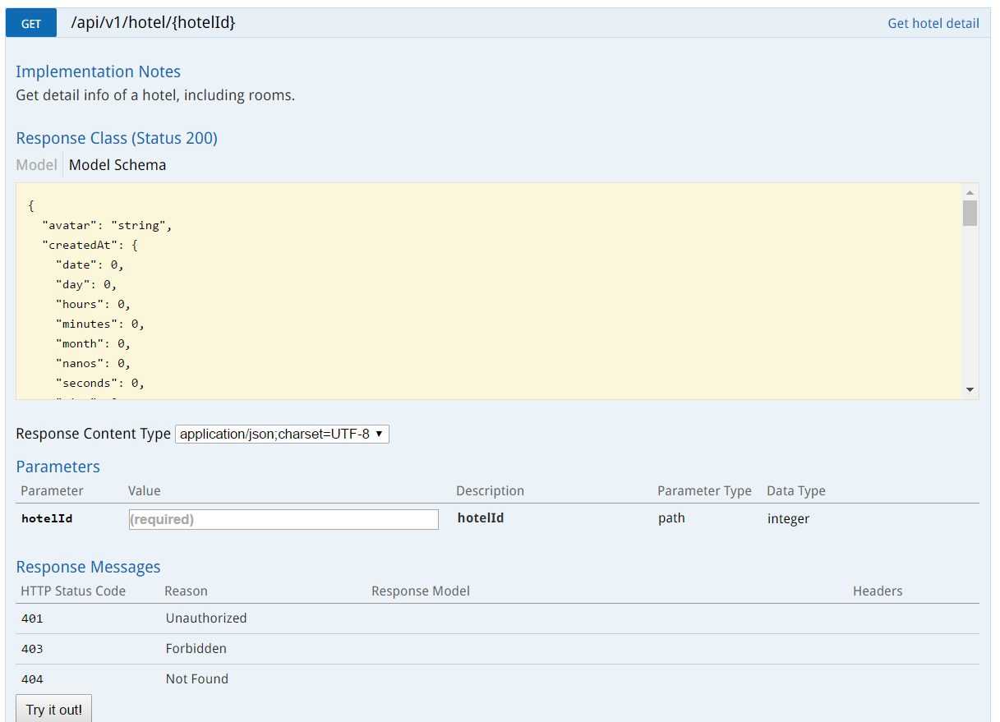 GET /api/v1/hotel/{hotelId} Get hotel detail
Implementation Notes
Get detail info of a hotel, including rooms.
Response Class (Status 200)
Model Model Schema
{
"avatar": "string",
"createdAt": {
"date": 0,
"day": 0,
"hours": 0,
"minutes": 0,
"month": 0,
"nanos": 0,
"seconds": 0,
Response Content Type application/json;charset=UTF-8
Parameters
Parameter Value Description Parameter Type Data Type
hotelId (required) hotelId path integer
Response Messages
HTTP Status Code Reason Response Model Headers
401 Unauthorized
403 Forbidden
404 Not Found
Try it out!